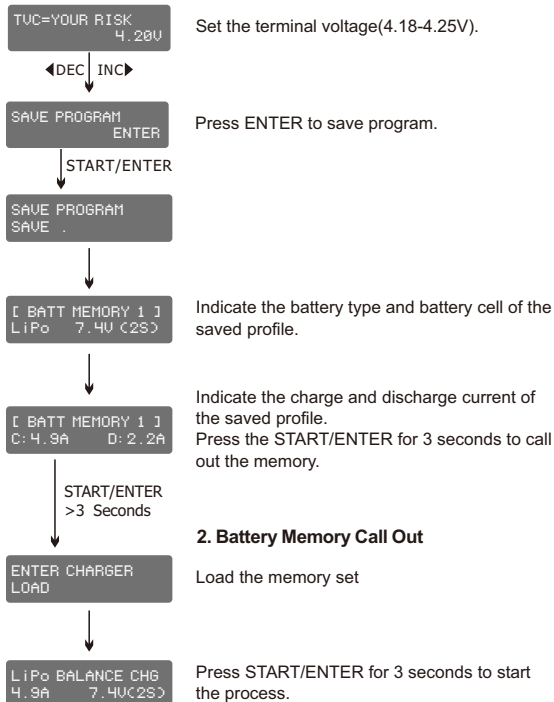 TVC=YOUR RISK
4.20V
Set the terminal voltage(4.18-4.25V).
DEC INC
SAVE PROGRAM
ENTER
Press ENTER to save program.
START/ENTER
SAVE PROGRAM
SAVE .
[ BATT MEMORY 1 ]
LiPo 7.4V (2S)
Indicate the battery type and battery cell of the
saved profile.
[ BATT MEMORY 1 ]
C:4.9A D:2.2A
Indicate the charge and discharge current of
the saved profile.
Press the START/ENTER for 3 seconds to call
out the memory.
START/ENTER
>3 Seconds
2. Battery Memory Call Out
ENTER CHARGER
LOAD
Load the memory set
LiPo BALANCE CHG
4.9A 7.4V(2S)
Press START/ENTER for 3 seconds to start
the process.